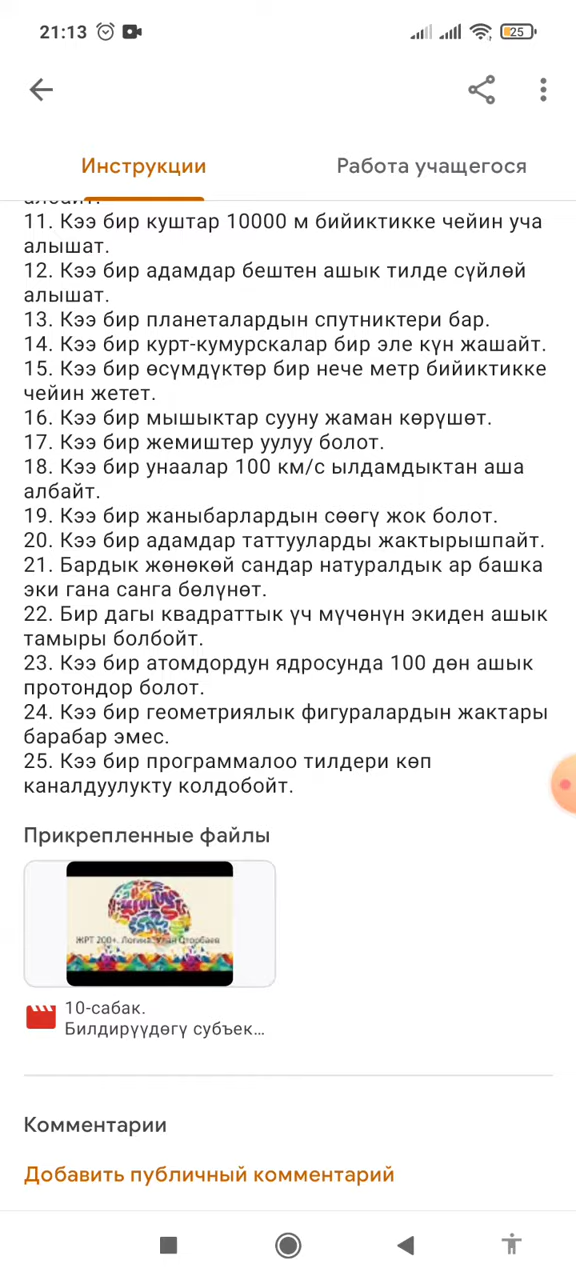 21:13
25
Инструкции
Работа учащегося
албайт.
11. Кээ бир куштар 10000 м бийиктикке чейин уча
алышат.
12. Кээ бир адамдар бештен ашык тилде сүйлөй
алышат.
13. Кээ бир планеталардын спутниктери бар.
14. Кээ бир курт-кумурскалар бир эле күн жашайт.
15. Кээ бир өсүмдүктөр бир нече метр бийиктикке
чейин жетет.
16. Кээ бир мышыктар сууну жаман көрүшөт.
17. Кээ бир жемиштер уулуу болот.
18. Кээ бир унаалар 100 км/с ылдамдыктан аша
албайт.
19. Кээ бир жаныбарлардын сөөгү жок болот.
20. Кээ бир адамдар таттууларды жактырышпайт.
21. Бардык жөнөкөй сандар натуралдык ар башка
эки гана санга бөлүнөт.
22. Бир дагы квадраттык үч мүчөнүн экиден ашык
тамыры болбойт.
23. Кээ бир атомдордун ядросунда 100 дөн ашык
протондор болот.
24. Кээ бир геометриялык фигуралардын жактары
барабар эмес.
25. Кээ бир программалоо тилдери көп
каналдуулукту колдобойт.
Прикрепленные файлы
ЖРТ 200+. Логика. Улан Оторбаев
10-сабак.
Билдирүүдөгү субъек...
Комментарии
Добавить публичный комментарий